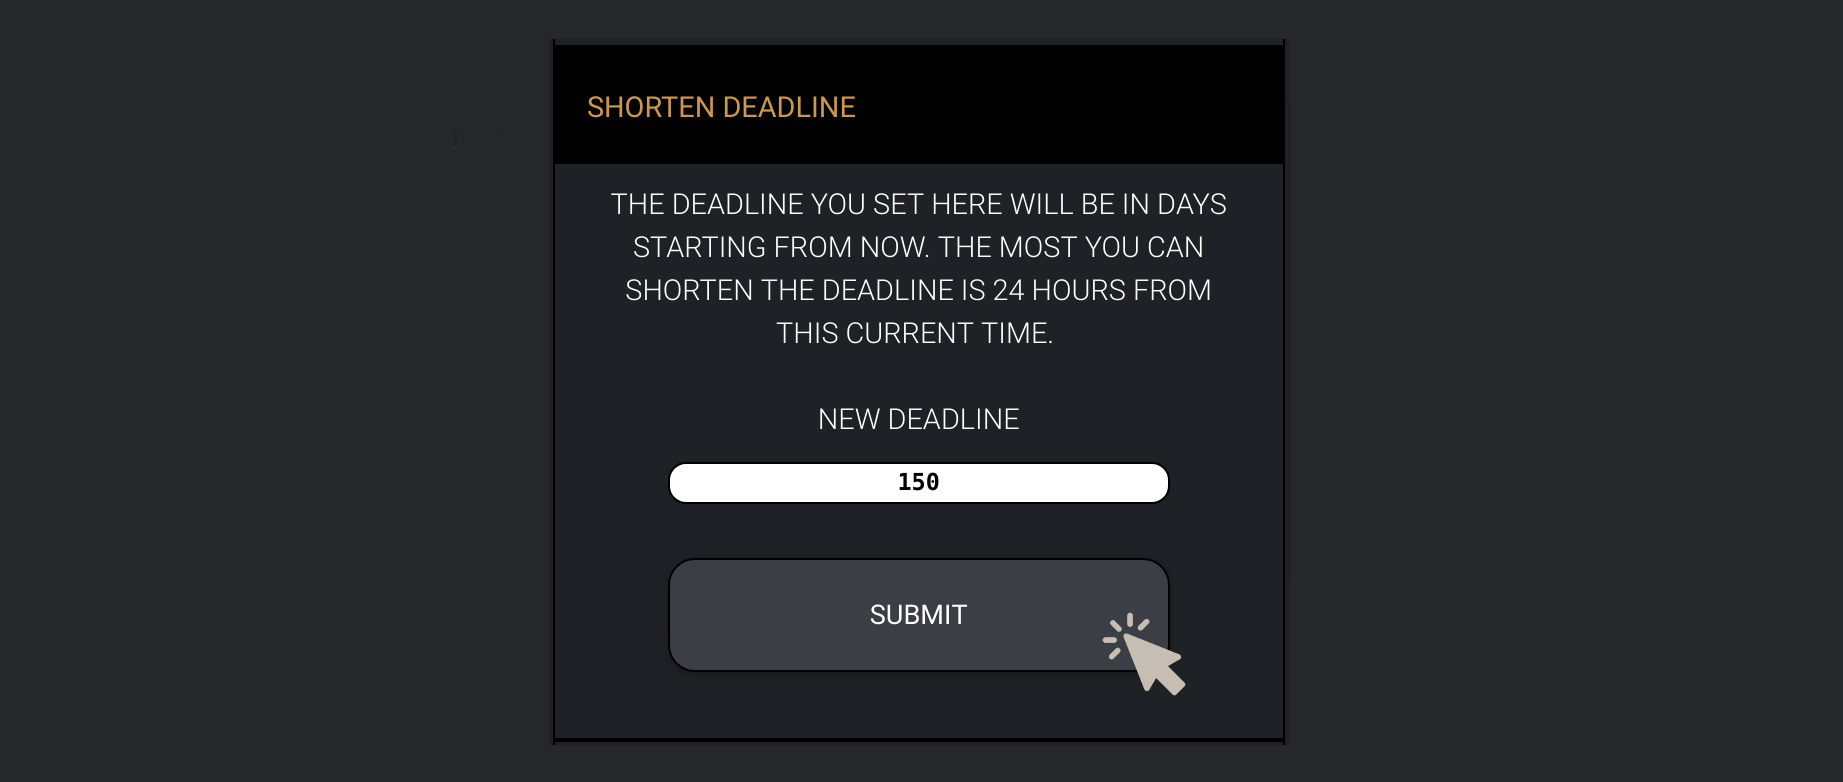 SHORTEN DEADLINE
THE DEADLINE YOU SET HERE WILL BE IN DAYS
STARTING FROM NOW. THE MOST YOU CAN
SHORTEN THE DEADLINE IS 24 HOURS FROM
THIS CURRENT TIME.
NEW DEADLINE
150
SUBMIT